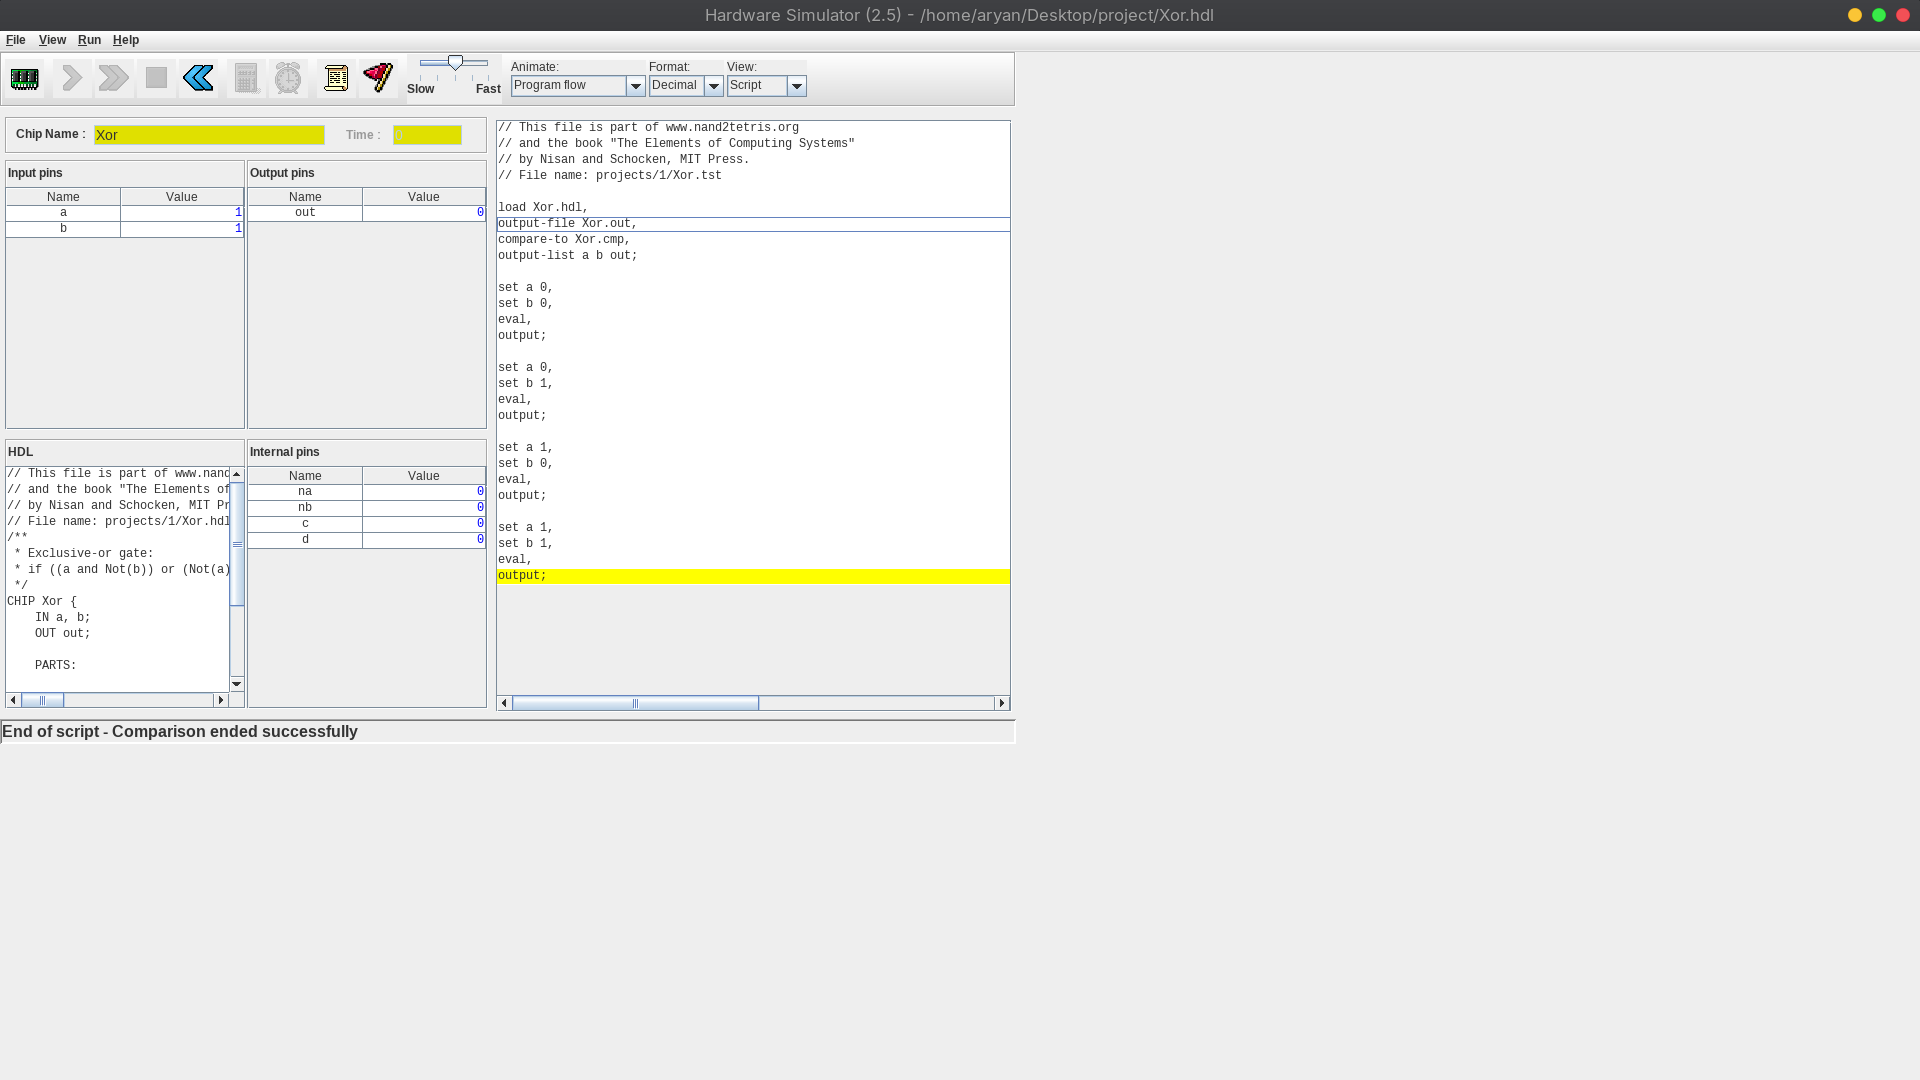 Hardware Simulator (2.5) - /home/aryan/Desktop/project/Xor.hdl
File View Run Help
Slow Fast
Animate: Format: View:
Program flow Decimal Script
Chip Name : Xor Time :
Input pins
Name Value
a 1
b 1
Output pins
Name Value
out 0
HDL
// This file is part of www.nand
// and the book "The Elements of
// by Nisan and Schocken, MIT Pr
// File name: projects/1/Xor.hdl
/**
* Exclusive-or gate:
* if ((a and Not(b)) or (Not(a)
*/
CHIP Xor {
IN a, b;
OUT out;
PARTS:
Internal pins
Name Value
na 0
nb 0
c 0
d 0
// This file is part of www.nand2tetris.org
// and the book "The Elements of Computing Systems"
// by Nisan and Schocken, MIT Press.
// File name: projects/1/Xor.tst
load Xor.hdl,
output-file Xor.out,
compare-to Xor.cmp,
output-list a b out;
set a 0,
set b 0,
eval,
output;
set a 0,
set b 1,
eval,
output;
set a 1,
set b 0,
eval,
output;
set a 1,
set b 1,
eval,
output;
End of script - Comparison ended successfully